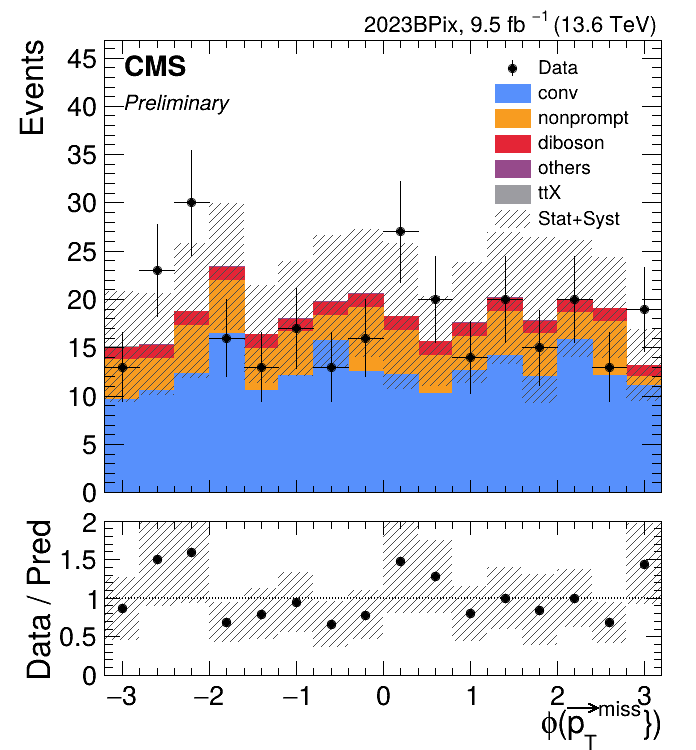 2023BPix, 9.5 fb⁻¹ (13.6 TeV)
Events
CMS
Preliminary
Data
conv
nonprompt
diboson
others
ttX
Stat+Syst
45
40
35
30
25
20
15
10
5
0
Data / Pred
2
1.5
1
0.5
0
−3 −2 −1 0 1 2 3
ϕ(p_T^miss})